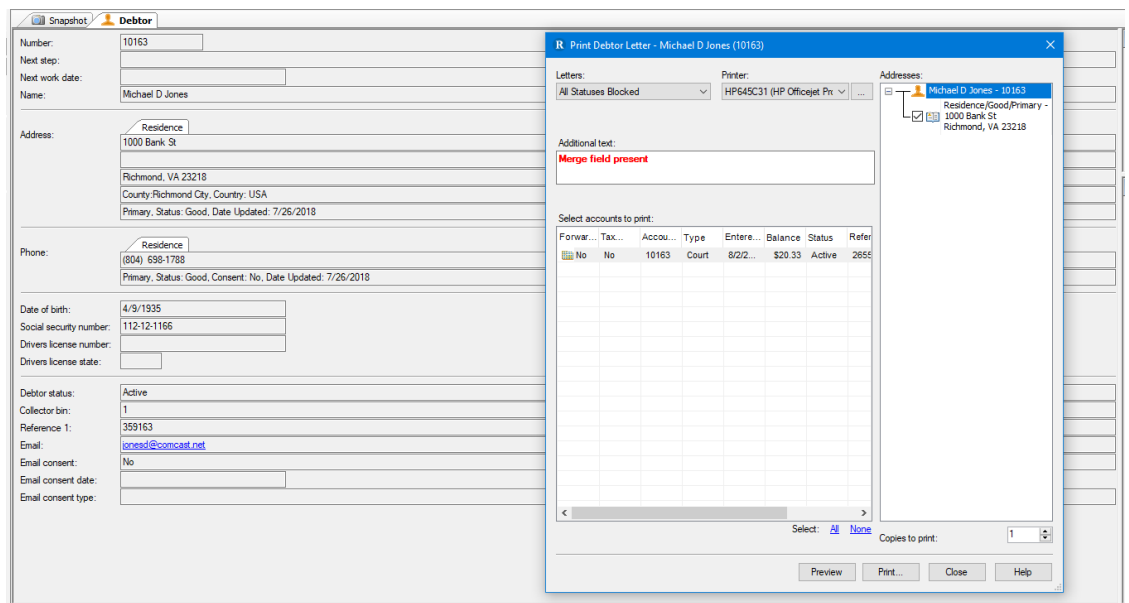 Snapshot
Debtor
Number:
10163
Next step:
Next work date:
Name:
Michael D Jones
Address:
Residence
1000 Bank St
Richmond, VA 23218
County:Richmond City, Country: USA
Primary, Status: Good, Date Updated: 7/26/2018
Phone:
Residence
(804) 698-1788
Primary, Status: Good, Consent: No, Date Updated: 7/26/2018
Date of birth:
4/9/1935
Social security number:
112-12-1166
Drivers license number:
Drivers license state:
Debtor status:
Active
Collector bin:
1
Reference 1:
359163
Email:
jonesd@comcast.net
Email consent:
No
Email consent date:
Email consent type:
R Print Debtor Letter - Michael D Jones (10163)
Letters:
All Statuses Blocked
Printer:
HP645C31 (HP Officejet Pro
...
Additional text:
Merge field present
Select accounts to print:
Forwar... Tax... Accou... Type Entere... Balance Status Refer
No No 10163 Court 8/2/2... $20.33 Active 2655
Select: All None
Addresses:
Michael D Jones - 10163
Residence/Good/Primary -
1000 Bank St
Richmond, VA 23218
Copies to print:
1
Preview
Print...
Close
Help